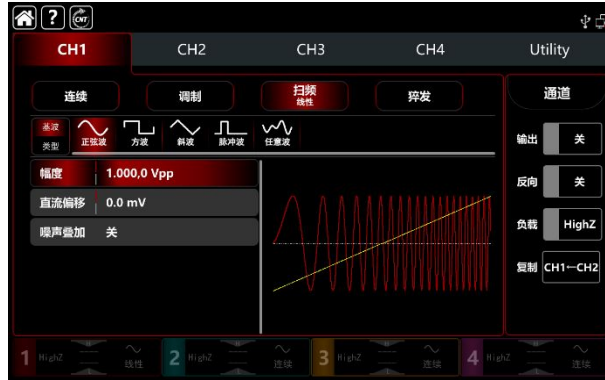 ? CNT
CH1 CH2 CH3 CH4 Utility
连续 调制 扫频 猝发 通道
线性
基波
类型 正弦波 方波 斜波 脉冲波 任意波
输出 关
幅度 1.000,0 Vpp
反向 关
直流偏移 0.0 mV
负载 HighZ
噪声叠加 关
复制 CH1←CH2
1 HighZ 线性 2 HighZ 连续 3 HighZ 连续 4 HighZ 连续